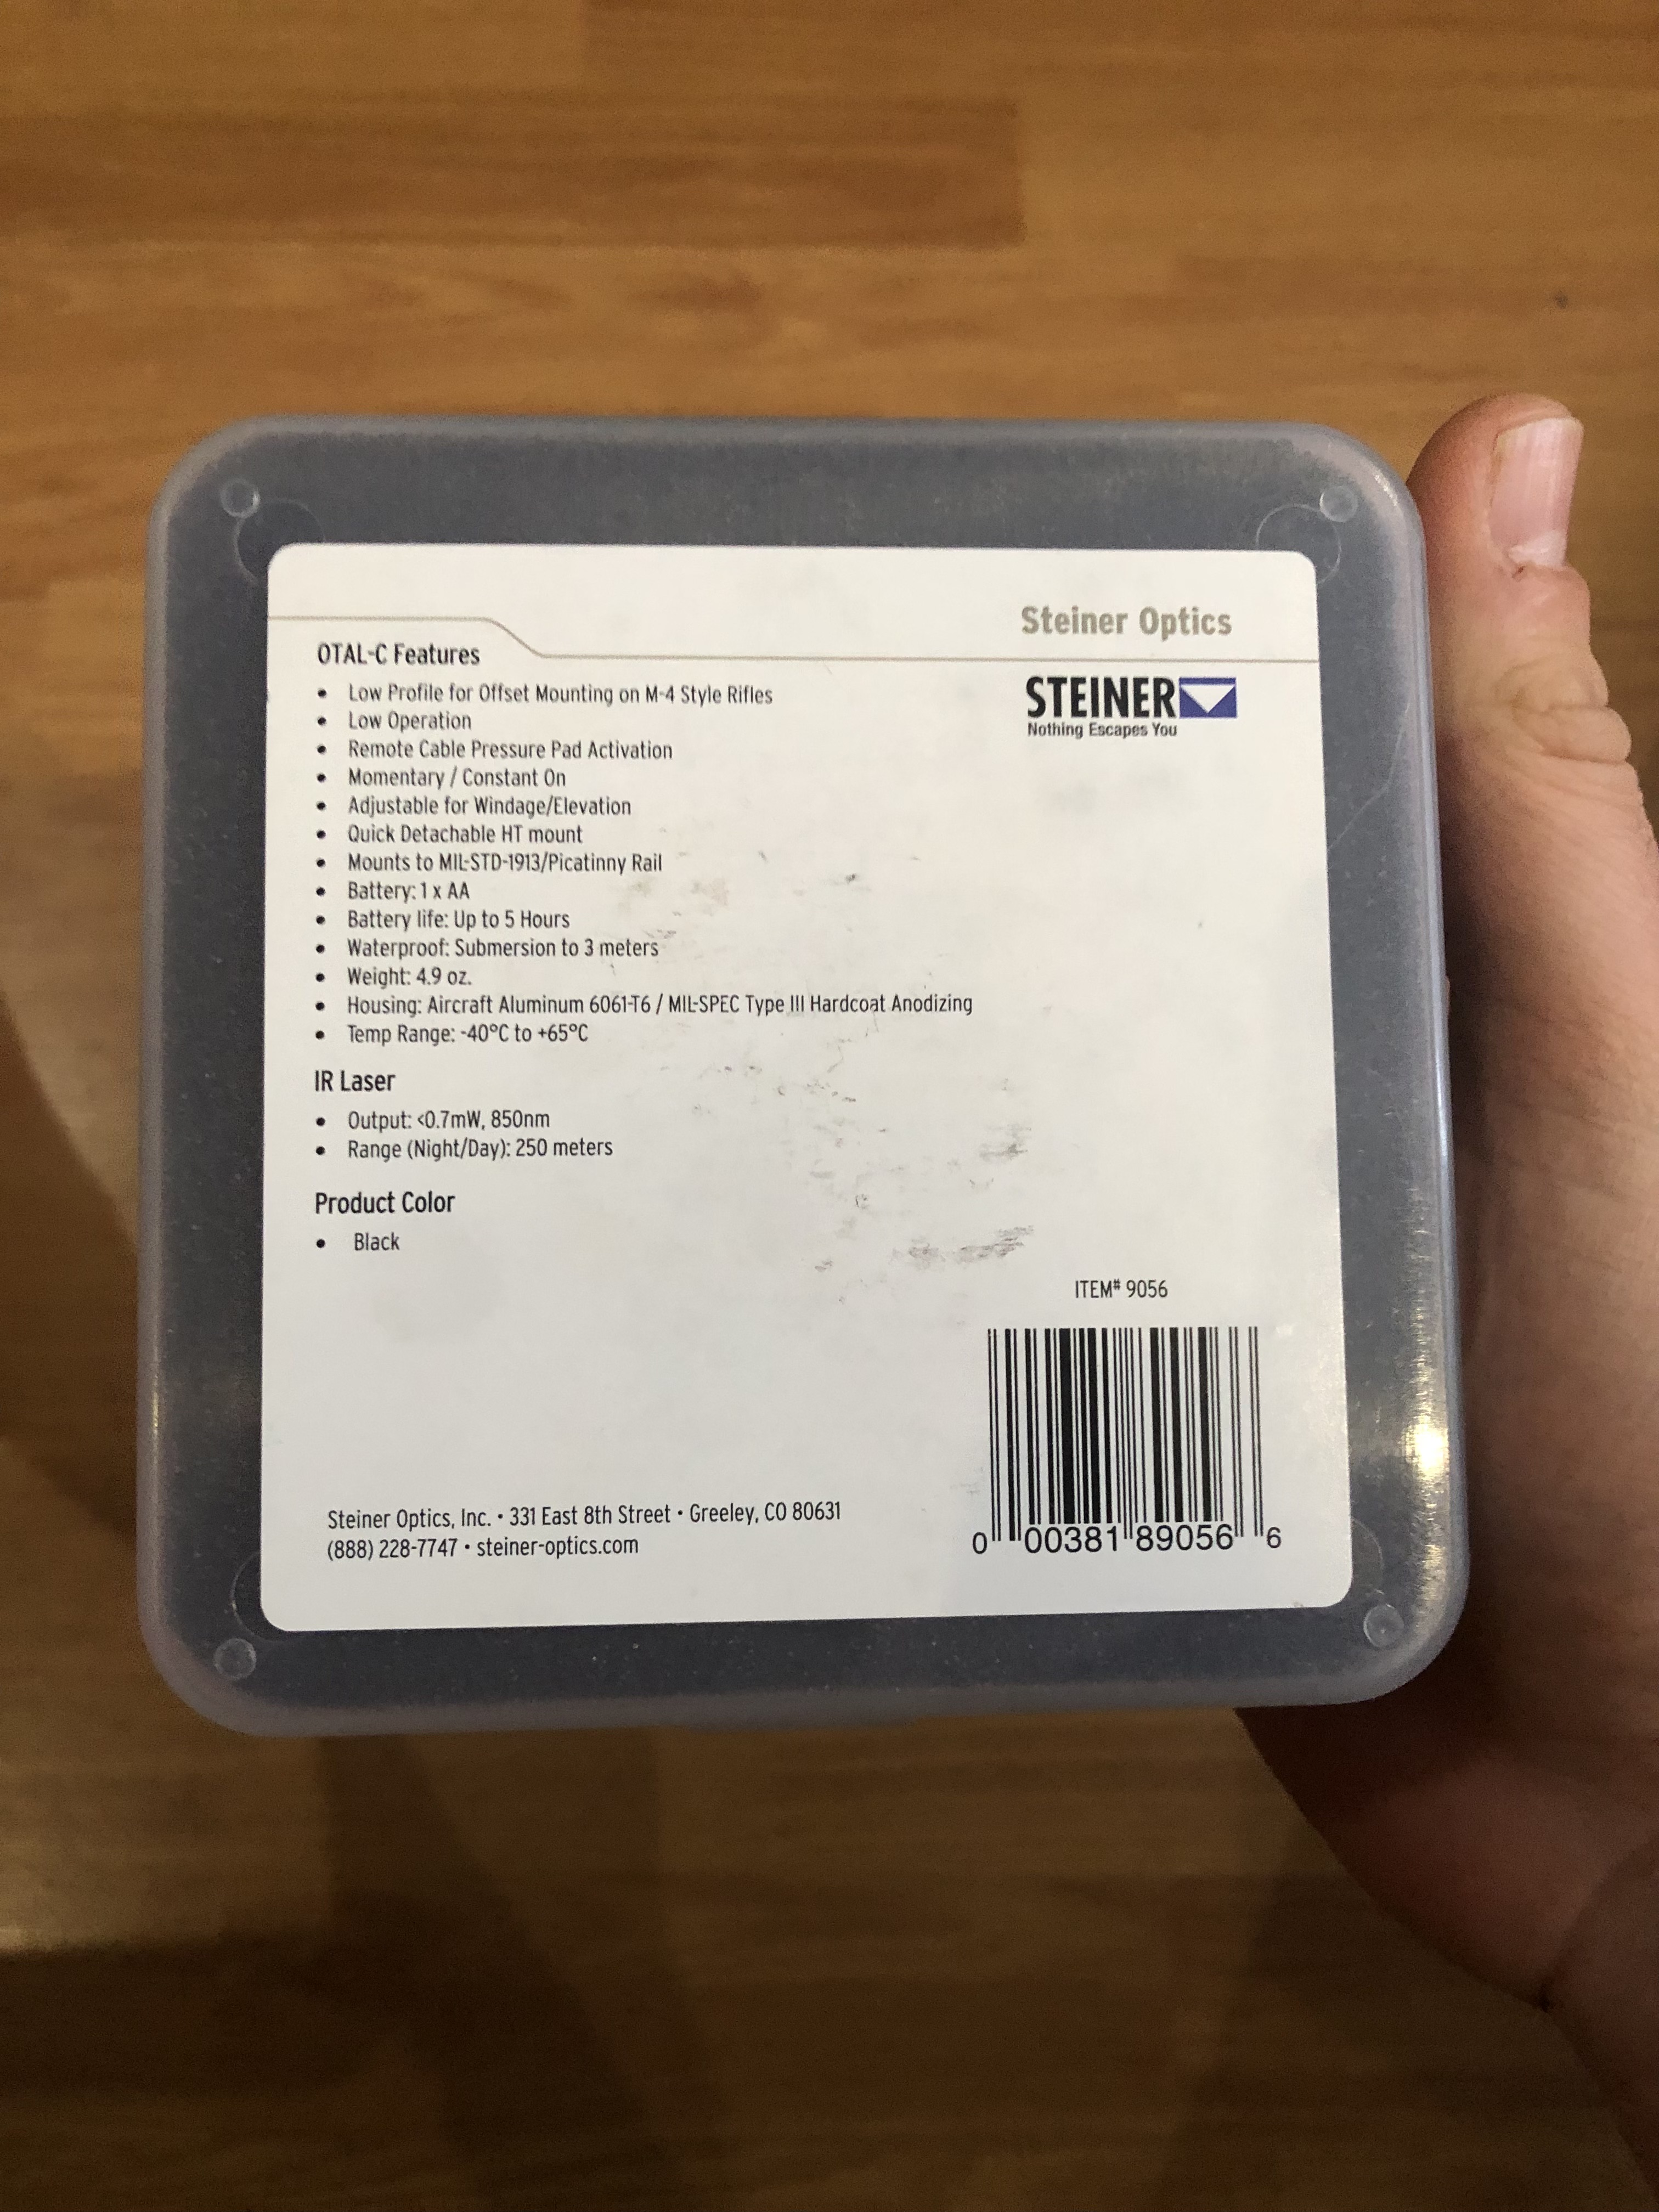 Steiner Optics
OTAL-C Features
• Low Profile for Offset Mounting on M-4 Style Rifles
• Low Operation
• Remote Cable Pressure Pad Activation
• Momentary / Constant On
• Adjustable for Windage/Elevation
• Quick Detachable HT mount
• Mounts to MIL-STD-1913/Picatinny Rail
• Battery: 1 x AA
• Battery life: Up to 5 Hours
• Waterproof: Submersion to 3 meters
• Weight: 4.9 oz.
• Housing: Aircraft Aluminum 6061-T6 / MIL-SPEC Type III Hardcoat Anodizing
• Temp Range: -40°C to +65°C
STEINER
Nothing Escapes You
IR Laser
• Output: <0.7mW, 850nm
• Range (Night/Day): 250 meters
Product Color
• Black
ITEM# 9056
0 00381 89056 6
Steiner Optics, Inc. • 331 East 8th Street • Greeley, CO 80631
(888) 228-7747 • steiner-optics.com